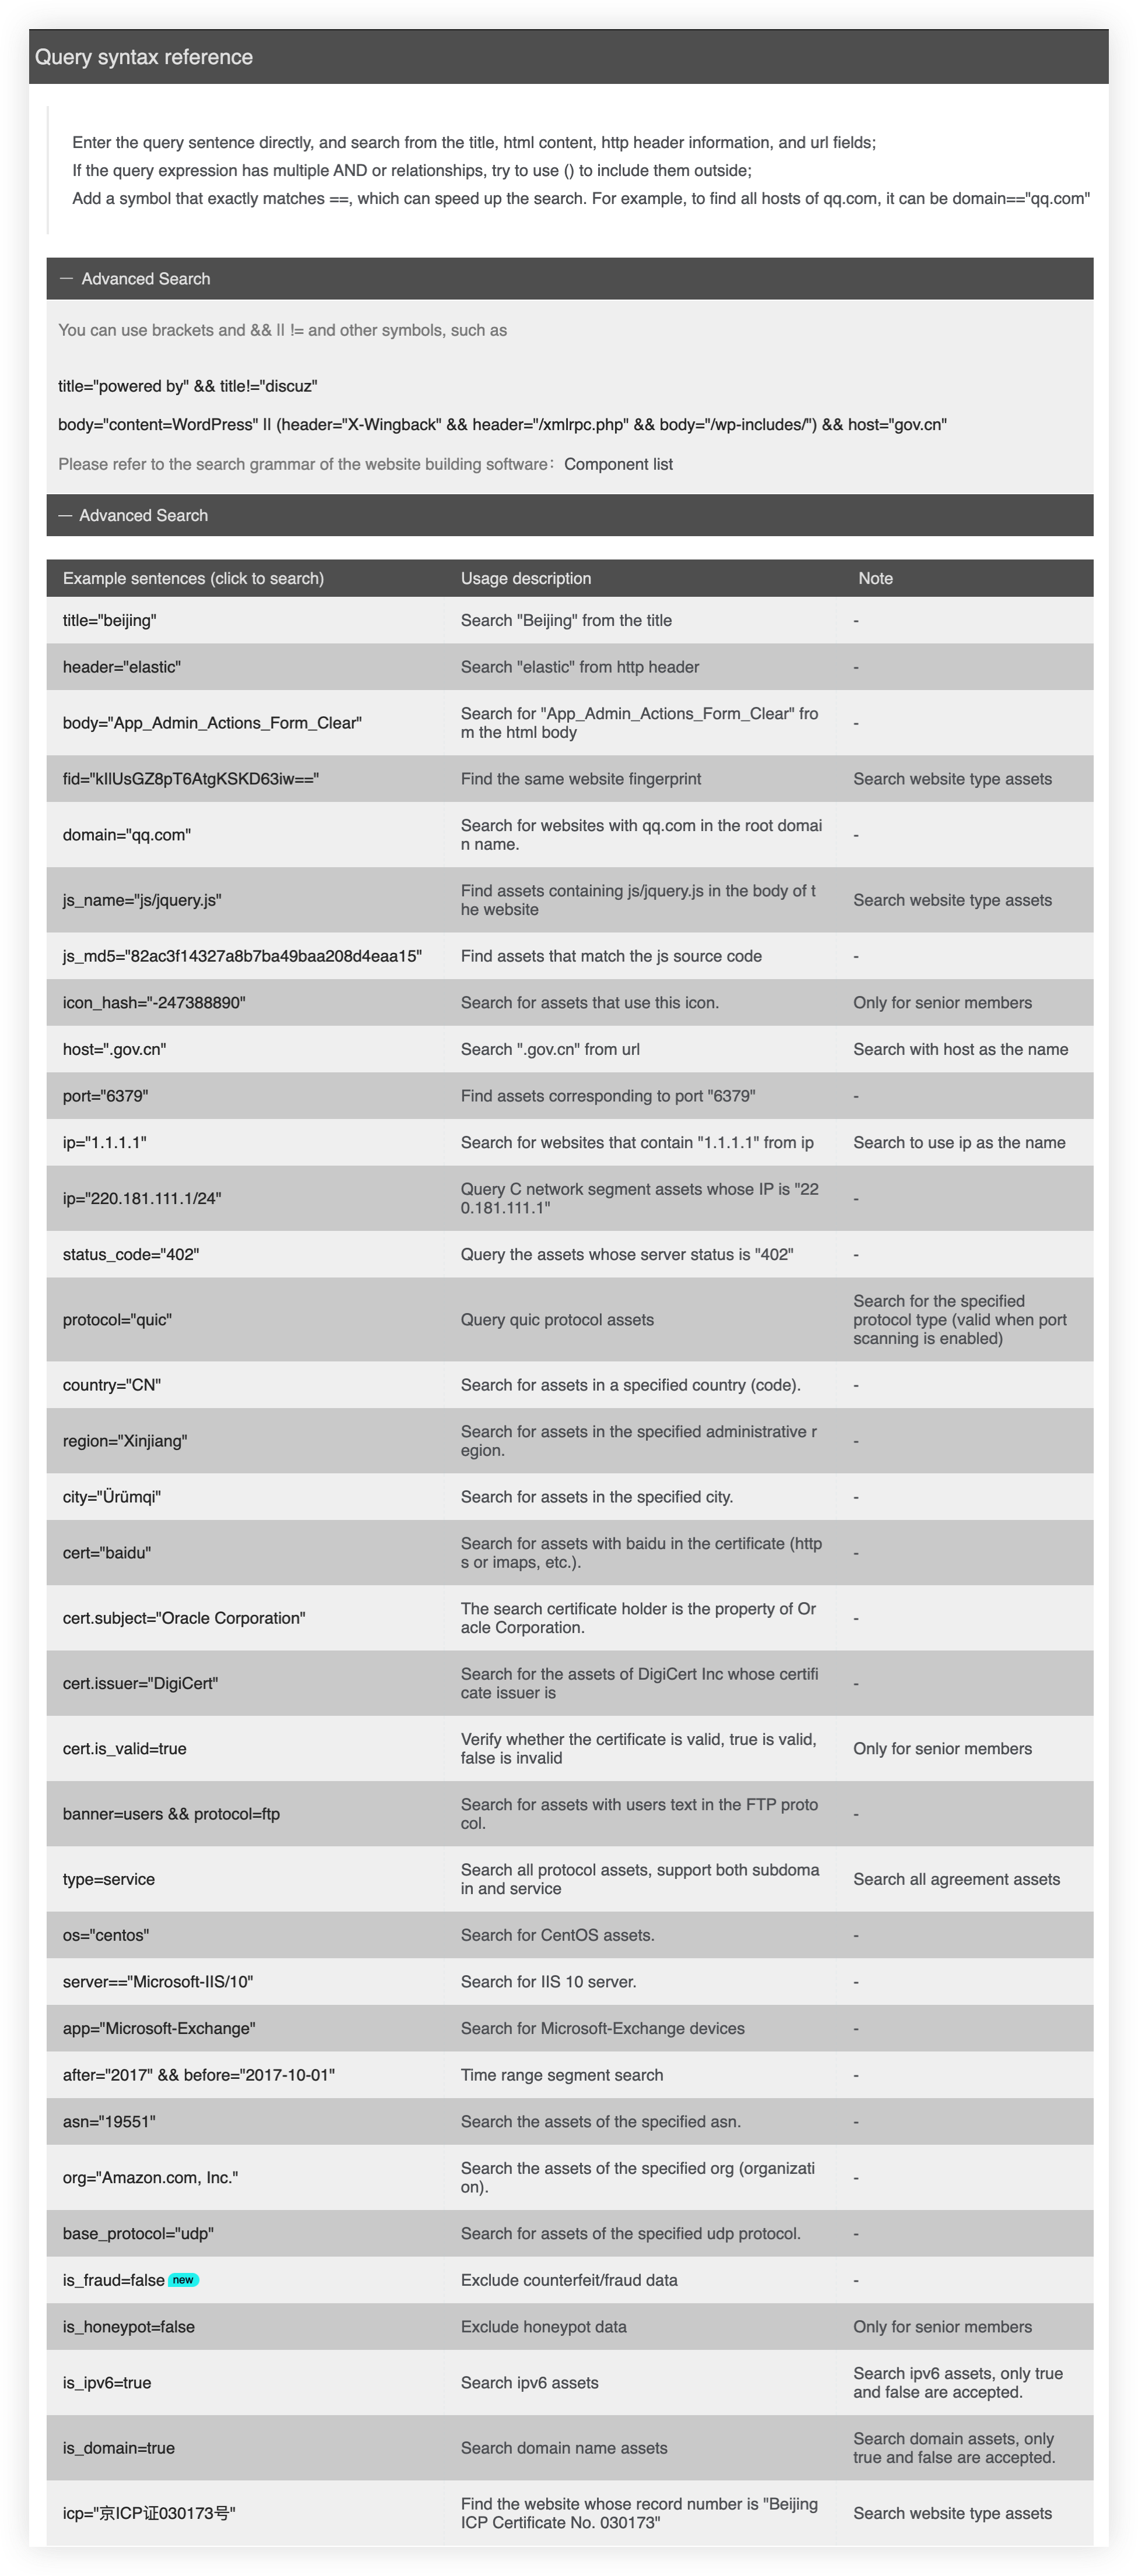 Query syntax reference
Enter the query sentence directly, and search from the title, html content, http header information, and url fields;
If the query expression has multiple AND or relationships, try to use () to include them outside;
Add a symbol that exactly matches ==, which can speed up the search. For example, to find all hosts of qq.com, it can be domain=="qq.com"
— Advanced Search
You can use brackets and && || != and other symbols, such as
title="powered by" && title!="discuz"
body="content=WordPress" || (header="X-Wingback" && header="/xmlrpc.php" && body="/wp-includes/") && host="gov.cn"
Please refer to the search grammar of the website building software： Component list
— Advanced Search
Example sentences (click to search) Usage description Note
title="beijing" Search "Beijing" from the title -
header="elastic" Search "elastic" from http header -
body="App_Admin_Actions_Form_Clear" Search for "App_Admin_Actions_Form_Clear" fro
m the html body -
fid="kIlUsGZ8pT6AtgKSKD63iw==" Find the same website fingerprint Search website type assets
domain="qq.com" Search for websites with qq.com in the root domai
n name. -
js_name="js/jquery.js" Find assets containing js/jquery.js in the body of t
he website Search website type assets
js_md5="82ac3f14327a8b7ba49baa208d4eaa15" Find assets that match the js source code -
icon_hash="-247388890" Search for assets that use this icon. Only for senior members
host=".gov.cn" Search ".gov.cn" from url Search with host as the name
port="6379" Find assets corresponding to port "6379" -
ip="1.1.1.1" Search for websites that contain "1.1.1.1" from ip Search to use ip as the name
ip="220.181.111.1/24" Query C network segment assets whose IP is "22
0.181.111.1" -
status_code="402" Query the assets whose server status is "402" -
protocol="quic" Query quic protocol assets Search for the specified
protocol type (valid when port
scanning is enabled)
country="CN" Search for assets in a specified country (code). -
region="Xinjiang" Search for assets in the specified administrative r
egion. -
city="Ürümqi" Search for assets in the specified city. -
cert="baidu" Search for assets with baidu in the certificate (http
s or imaps, etc.). -
cert.subject="Oracle Corporation" The search certificate holder is the property of Or
acle Corporation. -
cert.issuer="DigiCert" Search for the assets of DigiCert Inc whose certifi
cate issuer is -
cert.is_valid=true Verify whether the certificate is valid, true is valid,
false is invalid Only for senior members
banner=users && protocol=ftp Search for assets with users text in the FTP proto
col. -
type=service Search all protocol assets, support both subdoma
in and service Search all agreement assets
os="centos" Search for CentOS assets. -
server=="Microsoft-IIS/10" Search for IIS 10 server. -
app="Microsoft-Exchange" Search for Microsoft-Exchange devices -
after="2017" && before="2017-10-01" Time range segment search -
asn="19551" Search the assets of the specified asn. -
org="Amazon.com, Inc." Search the assets of the specified org (organizati
on). -
base_protocol="udp" Search for assets of the specified udp protocol. -
is_fraud=false new Exclude counterfeit/fraud data -
is_honeypot=false Exclude honeypot data Only for senior members
is_ipv6=true Search ipv6 assets Search ipv6 assets, only true
and false are accepted.
is_domain=true Search domain name assets Search domain assets, only
true and false are accepted.
icp="京ICP证030173号" Find the website whose record number is "Beijing
ICP Certificate No. 030173" Search website type assets